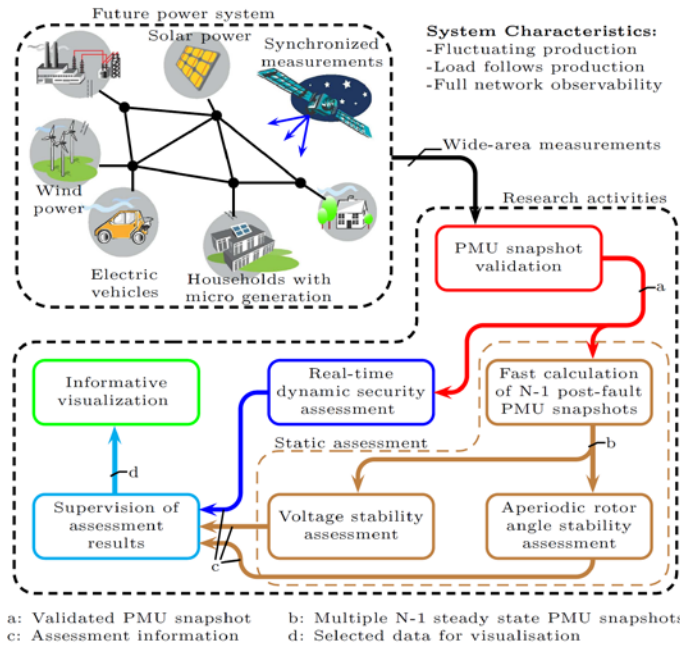 Future power system
Solar power
Synchronized
measurements
Wind
power
Electric
vehicles
Households with
micro generation
System Characteristics:
-Fluctuating production
-Load follows production
-Full network observability
Wide-area measurements
Research activities
PMU snapshot
validation
a
Informative
visualization
Real-time
dynamic security
assessment
Fast calculation
of N-1 post-fault
PMU snapshots
Static assessment
b
d
Supervision of
assessment
results
Voltage stability
assessment
Aperiodic rotor
angle stability
assessment
c
a: Validated PMU snapshot
b: Multiple N-1 steady state PMU snapshots
c: Assessment information
d: Selected data for visualisation